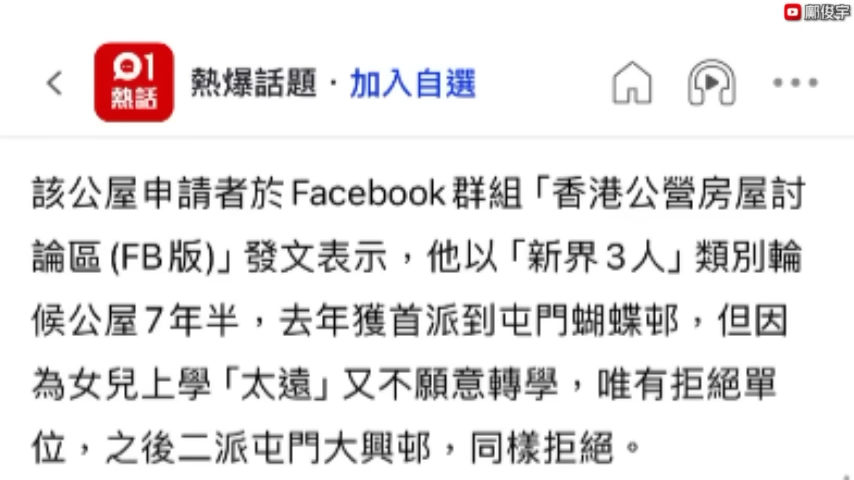 鄺俊宇
01
熱話
熱爆話題·加入自選
該公屋申請者於Facebook群組「香港公營房屋討
論區(FB版)」發文表示，他以「新界3人」類別輪
候公屋7年半，去年獲首派到屯門蝴蝶邨，但因
為女兒上學「太遠」又不願意轉學，唯有拒絕單
位，之後二派屯門大興邨，同樣拒絕。